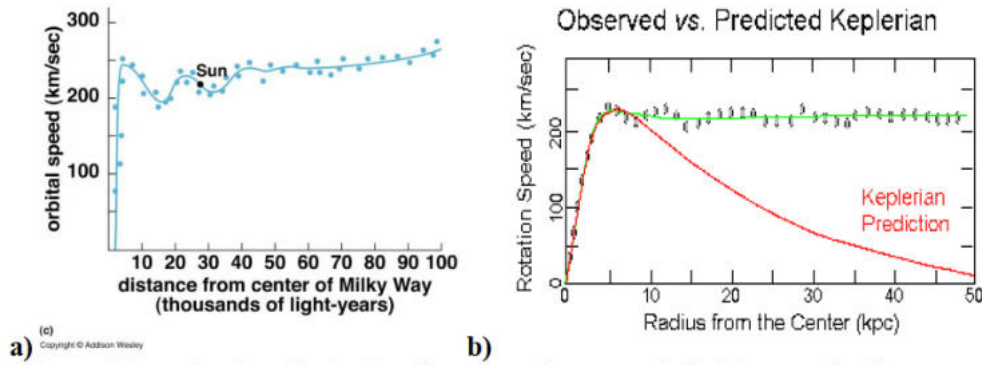 300
200
100
orbital speed (km/sec)
Sun
10 20 30 40 50 60 70 80 90 100
distance from center of Milky Way
(thousands of light-years)
(c)
a) Copyright © Addison Wesley
Observed vs. Predicted Keplerian
Rotation Speed (km/sec)
200
100
0
Keplerian
Prediction
0 10 20 30 40 50
Radius from the Center (kpc)
b)